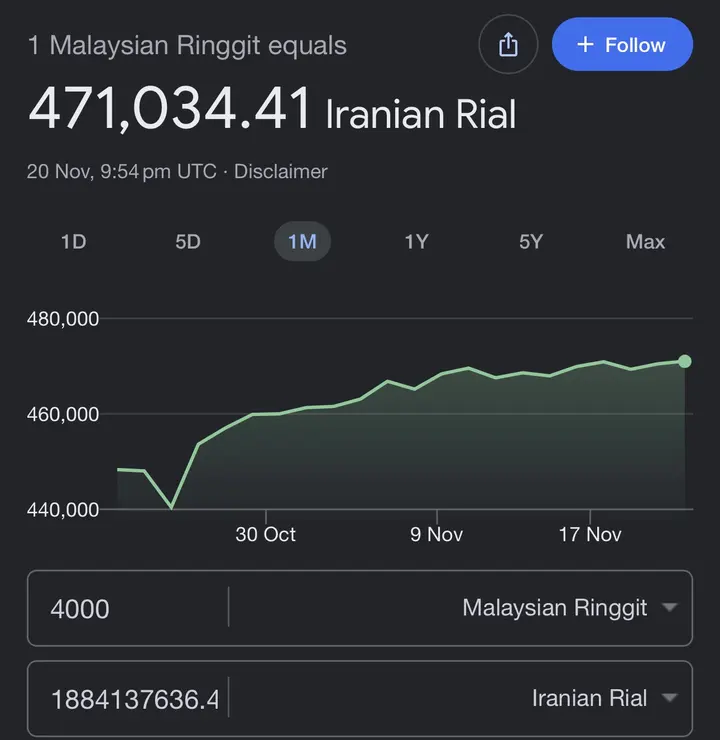 1 Malaysian Ringgit equals
+ Follow
471,034.41 Iranian Rial
20 Nov, 9:54 pm UTC · Disclaimer
1D 5D 1M 1Y 5Y Max
480,000
460,000
440,000
30 Oct 9 Nov 17 Nov
4000 Malaysian Ringgit
1884137636.4 Iranian Rial